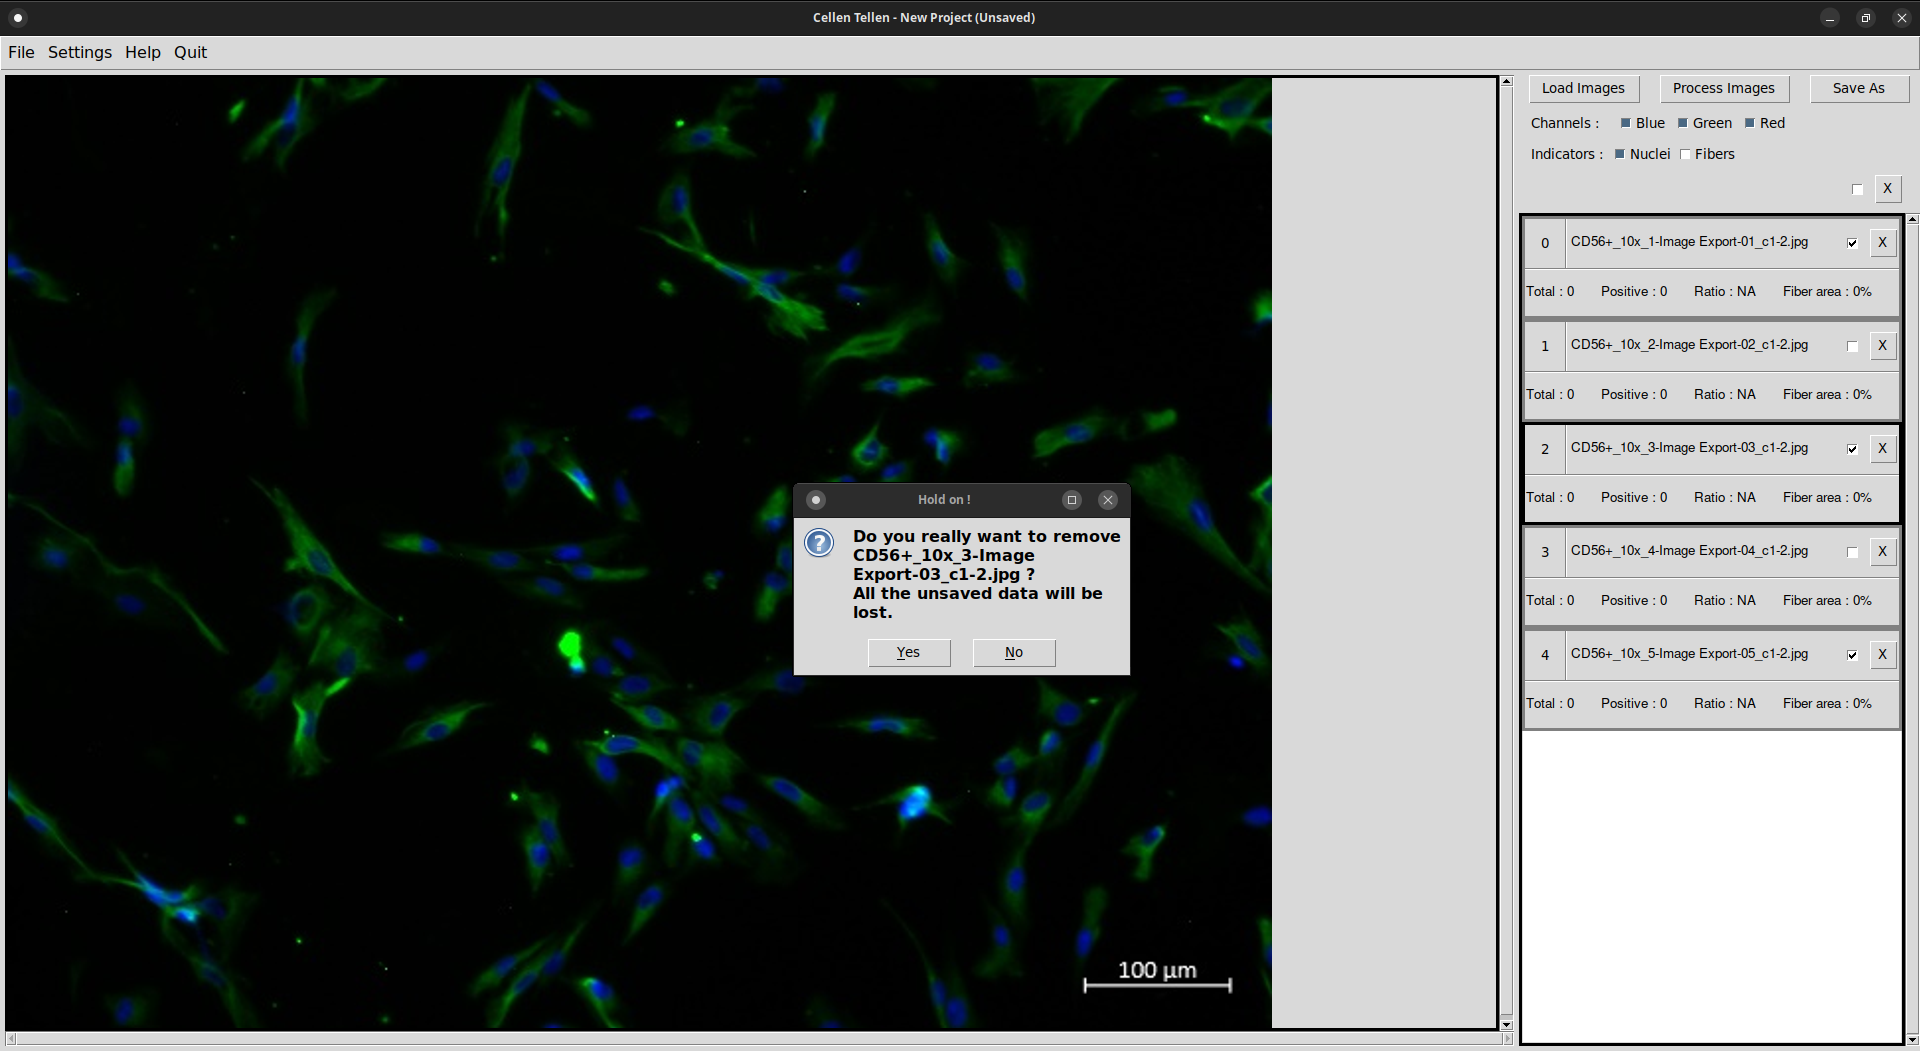 Cellen Tellen - New Project (Unsaved)
File Settings Help Quit
Load Images Process Images Save As
Channels : Blue Green Red
Indicators : Nuclei Fibers
X
0 CD56+_10x_1-Image Export-01_c1-2.jpg X
Total : 0 Positive : 0 Ratio : NA Fiber area : 0%
1 CD56+_10x_2-Image Export-02_c1-2.jpg X
Total : 0 Positive : 0 Ratio : NA Fiber area : 0%
2 CD56+_10x_3-Image Export-03_c1-2.jpg X
Total : 0 Positive : 0 Ratio : NA Fiber area : 0%
3 CD56+_10x_4-Image Export-04_c1-2.jpg X
Total : 0 Positive : 0 Ratio : NA Fiber area : 0%
4 CD56+_10x_5-Image Export-05_c1-2.jpg X
Total : 0 Positive : 0 Ratio : NA Fiber area : 0%
Hold on !
Do you really want to remove
CD56+_10x_3-Image
Export-03_c1-2.jpg ?
All the unsaved data will be
lost.
Yes No
100 µm